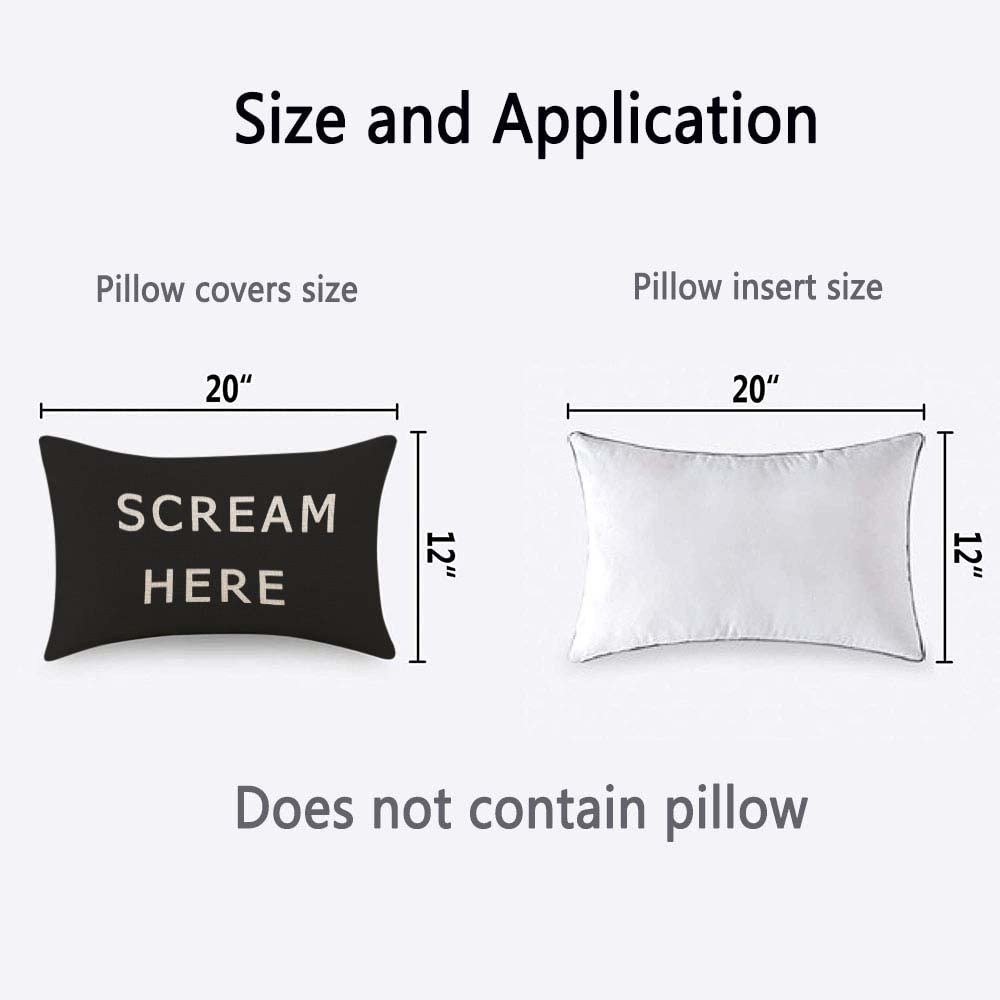 Size and Application
Pillow covers size
Pillow insert size
20“
20“
SCREAM
HERE
12“
12“
Does not contain pillow